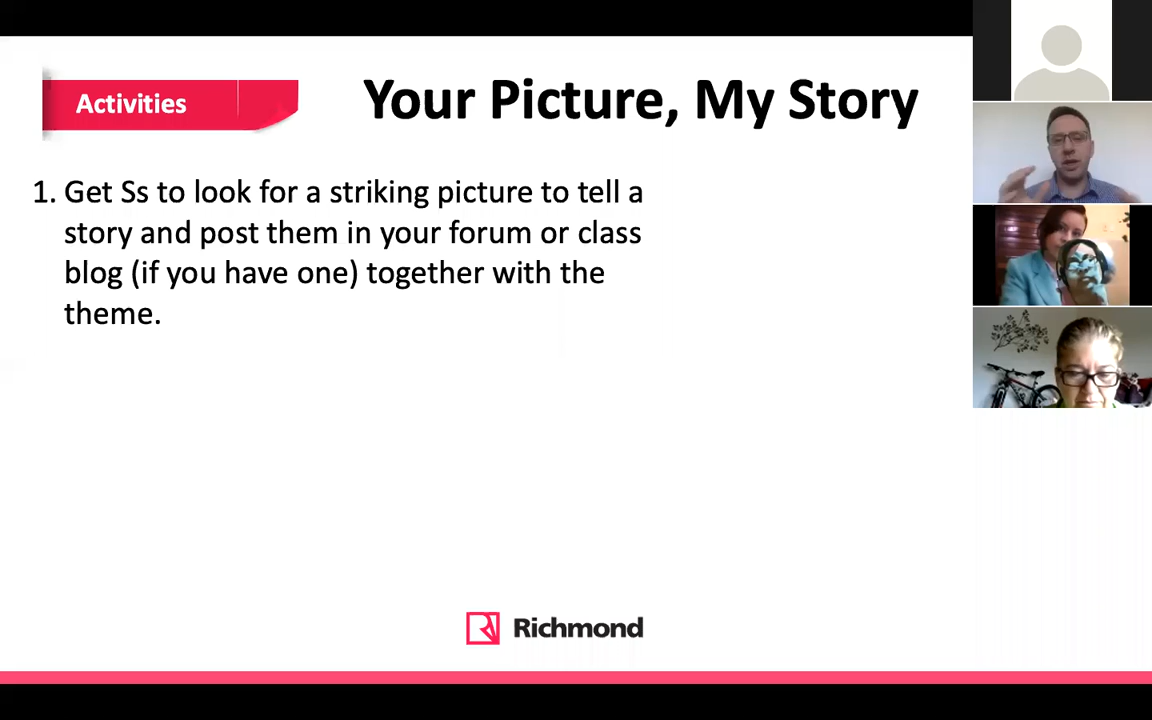 Activities
Your Picture, My Story
1. Get Ss to look for a striking picture to tell a
story and post them in your forum or class
blog (if you have one) together with the
theme.
Richmond